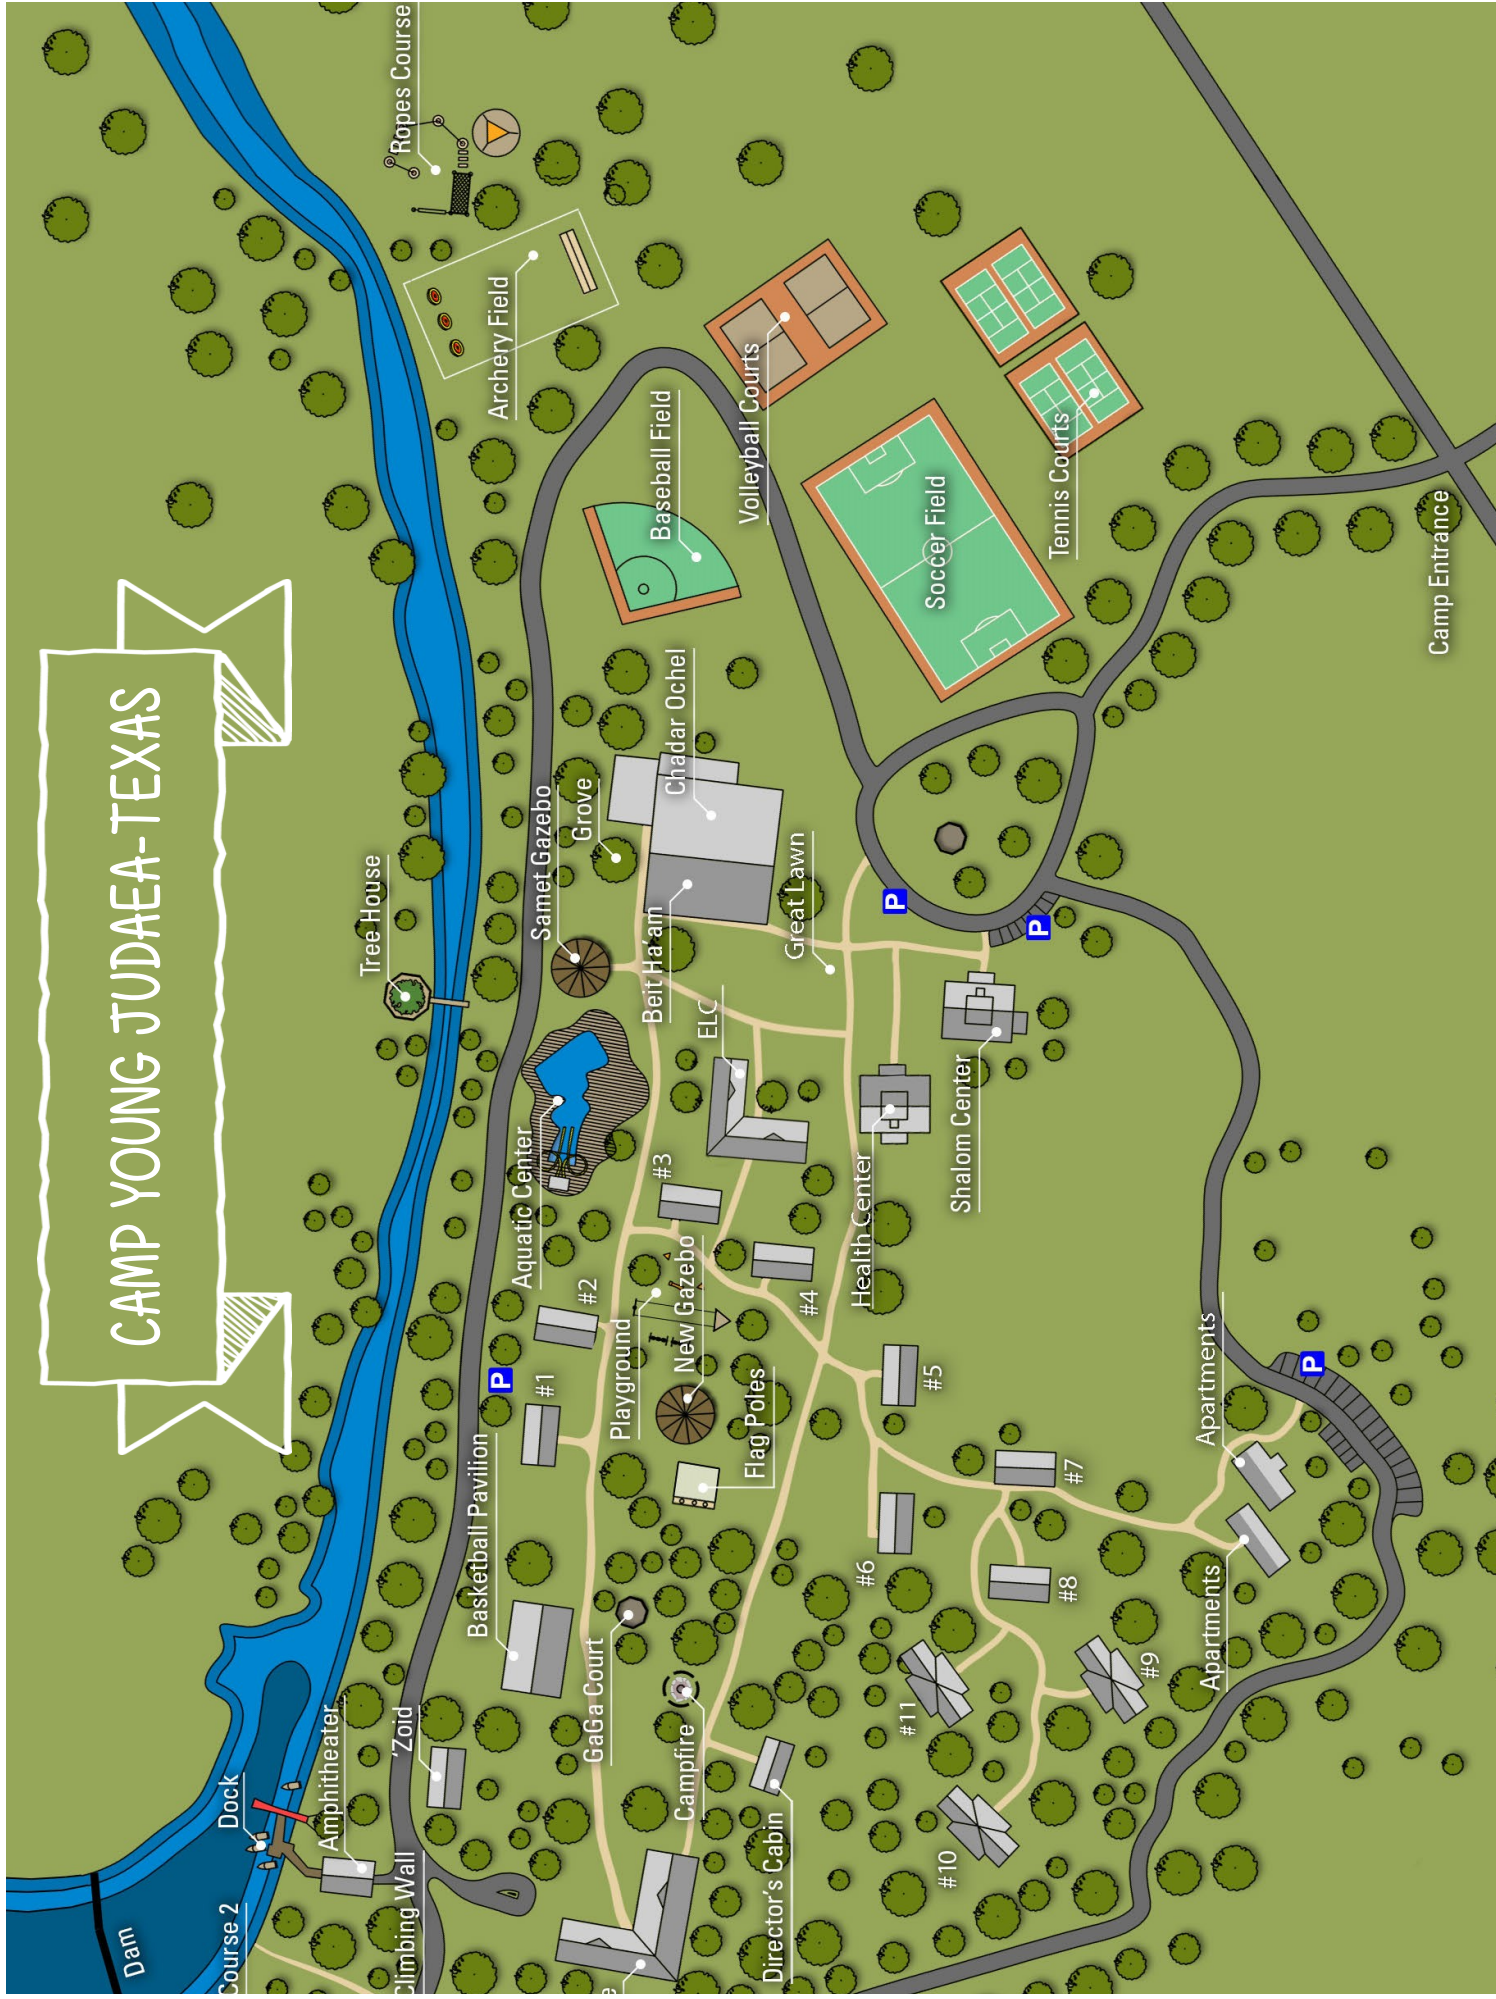 CAMP YOUNG JUDAEA-TEXAS
Dam
Course 2
Dock
Amphitheater
Tree House
Climbing Wall
'Zoid
Ropes Course
Basketball Pavilion
P
#1
Archery Field
Aquatic Center
Samet Gazebo
Grove
#2
GaGa Court
Playground
Beit Ha'am
Baseball Field
#3
Chadar Ochel
New Gazebo
Campfire
ELC
Flag Poles
Volleyball Courts
Director's Cabin
Great Lawn
#4
Health Center
#6
P
#5
Soccer Field
#11
#10
Shalom Center
P
Tennis Courts
#7
#8
#9
Apartments
Apartments
P
Camp Entrance